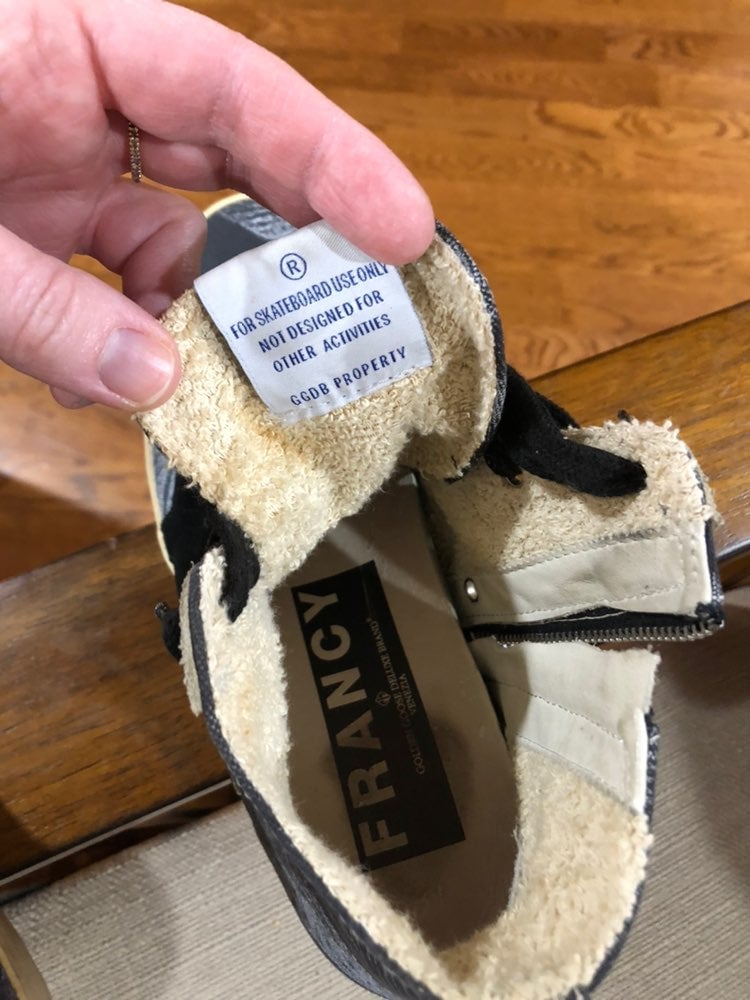 ®
FOR SKATEBOARD USE ONLY
NOT DESIGNED FOR
OTHER ACTIVITIES
GGDB PROPERTY
FRANCY
GOLDEN GOOSE DELUXE BRAND®
VENEZIA